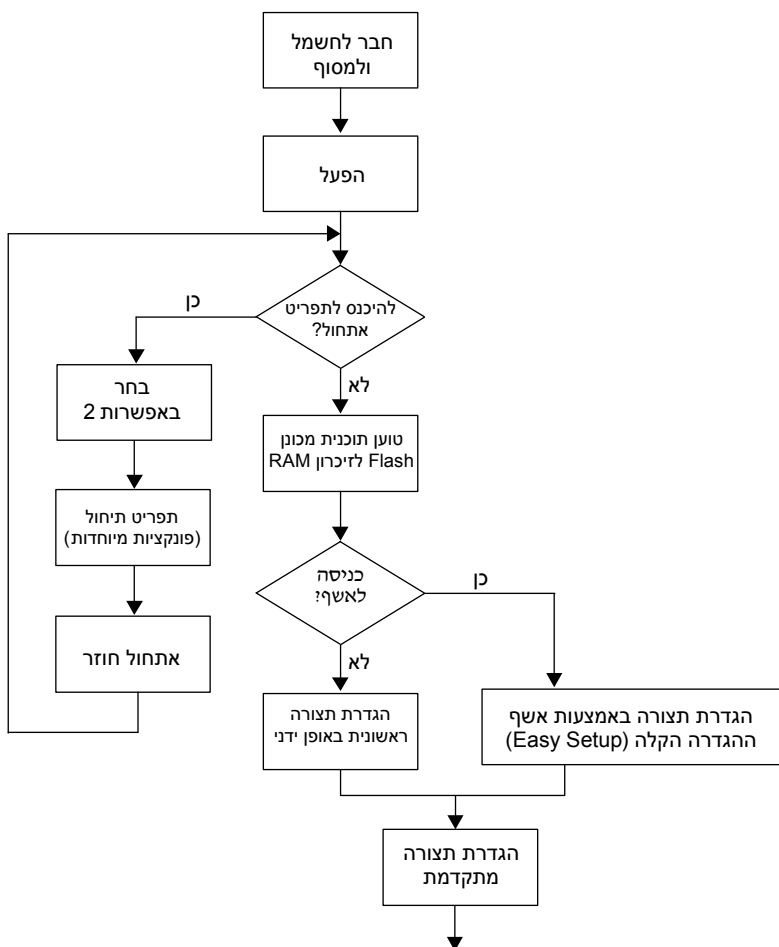 חבר לחשמל
ולמסוף
הפעל
להיכנס לתפריט
אתחול?
כן
לא
בחר
באפשרות 2
טוען תוכנית מכונן
Flash לזיכרון RAM
תפריט תיחול
(פונקציות מיוחדות)
כניסה
לאשף?
כן
לא
אתחול חוזר
הגדרת תצורה
ראשונית באופן ידני
הגדרת תצורה באמצעות אשף
ההגדרה הקלה (Easy Setup)
הגדרת תצורה
מתקדמת